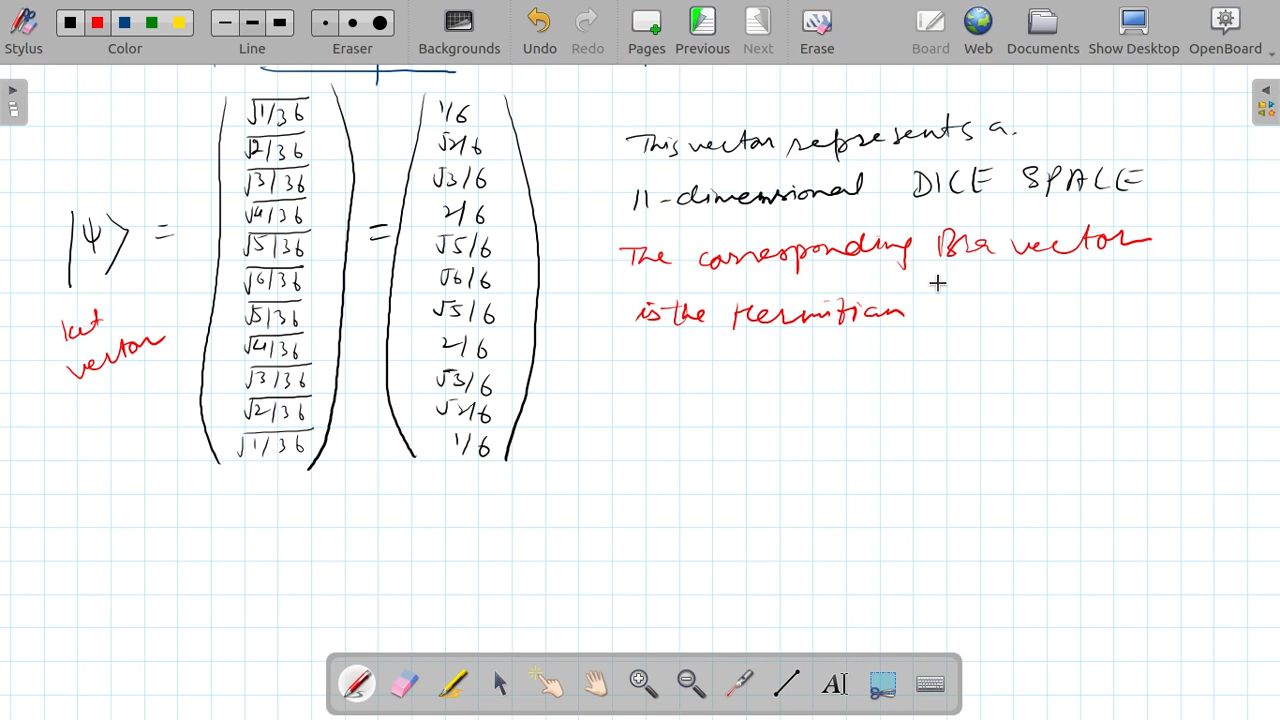 Stylus Color Line Eraser Backgrounds Undo Redo Pages Previous Next Erase Board Web Documents Show Desktop OpenBoard
|ψ⟩ = (√1/36 √2/36 √3/36 √4/36 √5/36 √6/36 √5/36 √4/36 √3/36 √2/36 √1/36) = (1/6 √2/6 √3/6 2/6 √5/6 √6/6 √5/6 2/6 √3/6 √2/6 1/6)
ket
vector
This vector represents a
11-dimensional DICE SPACE
The corresponding Bra vector
is the Hermitian